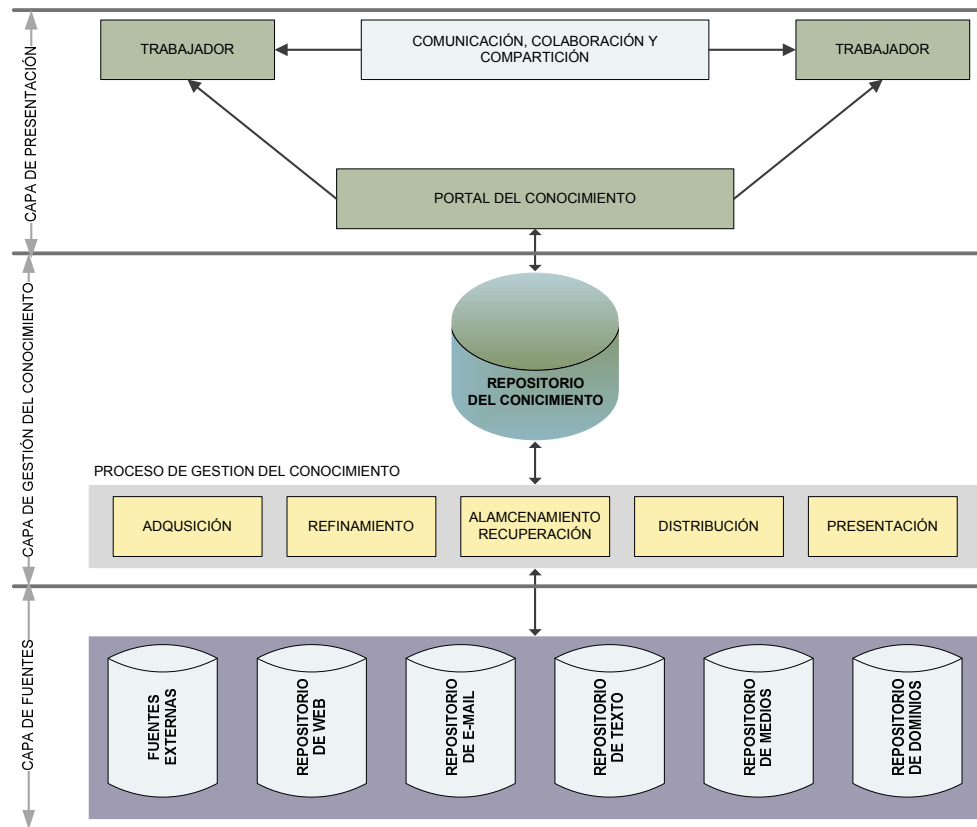 CAPA DE PRESENTACIÓN
TRABAJADOR
COMUNICACIÓN, COLABORACIÓN Y
COMPARTICIÓN
TRABAJADOR
PORTAL DEL CONOCIMIENTO
CAPA DE GESTIÓN DEL CONOCIMIENTO
REPOSITORIO
DEL CONICIMIENTO
PROCESO DE GESTION DEL CONOCIMIENTO
ADQUSICIÓN
REFINAMIENTO
ALAMCENAMIENTO
RECUPERACIÓN
DISTRIBUCIÓN
PRESENTACIÓN
CAPA DE FUENTES
FUENTES
EXTERNAS
REPOSITORIO
DE WEB
REPOSITORIO
DE E-MAIL
REPOSITORIO
DE TEXTO
REPOSITORIO
DE MEDIOS
REPOSITORIO
DE DOMINIOS